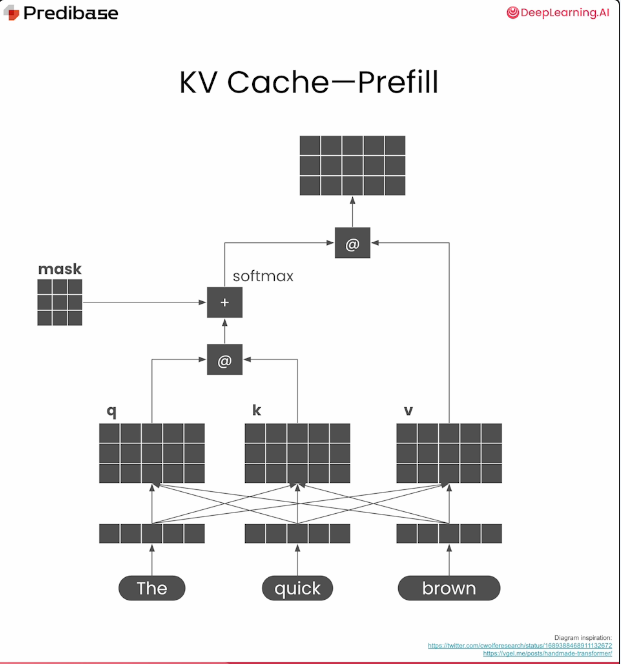 Predibase
DeepLearning.AI
KV Cache—Prefill
@
mask
softmax
+
@
q
k
v
The
quick
brown
Diagram inspiration:
https://twitter.com/cwolferesearch/status/1689388468911132672
https://vgel.me/posts/handmade-transformer/